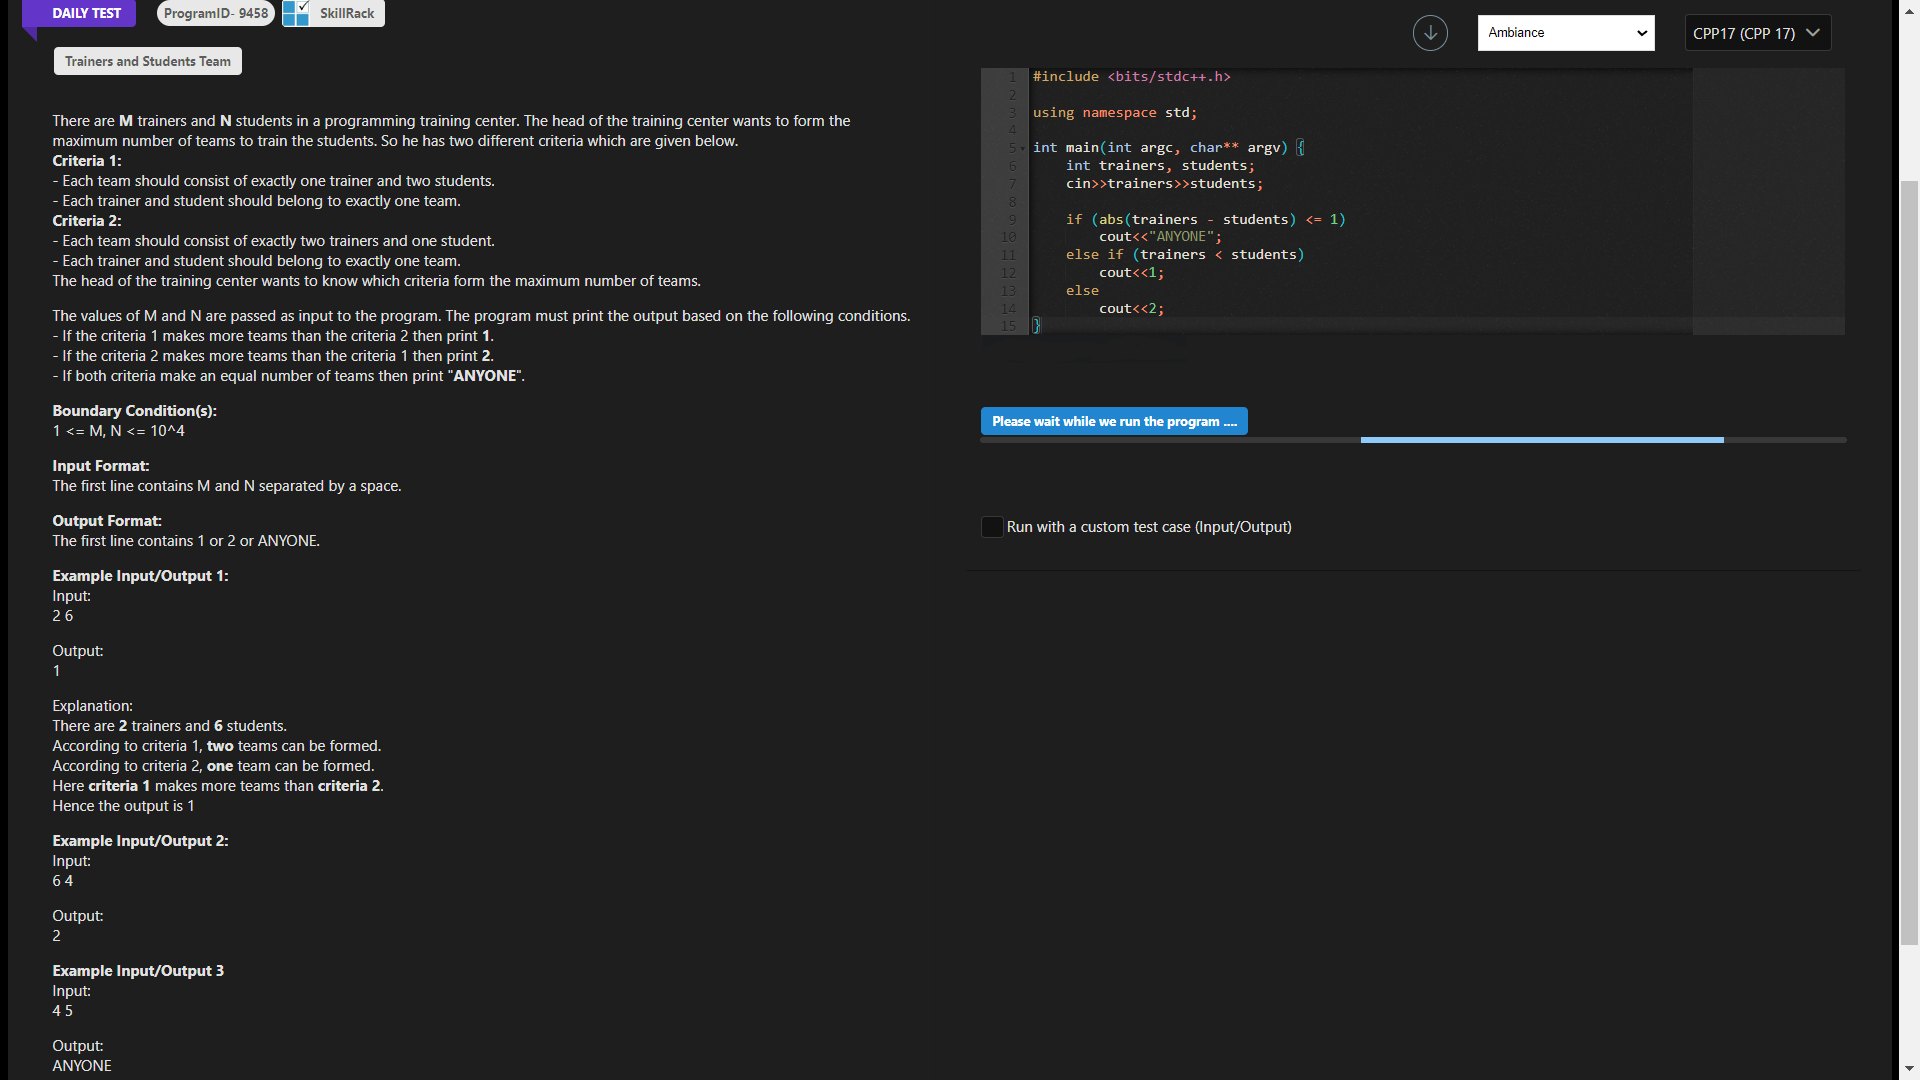 DAILY TEST
ProgramID- 9458
SkillRack
Trainers and Students Team
There are M trainers and N students in a programming training center. The head of the training center wants to form the
maximum number of teams to train the students. So he has two different criteria which are given below.
Criteria 1:
- Each team should consist of exactly one trainer and two students.
- Each trainer and student should belong to exactly one team.
Criteria 2:
- Each team should consist of exactly two trainers and one student.
- Each trainer and student should belong to exactly one team.
The head of the training center wants to know which criteria form the maximum number of teams.
The values of M and N are passed as input to the program. The program must print the output based on the following conditions.
- If the criteria 1 makes more teams than the criteria 2 then print 1.
- If the criteria 2 makes more teams than the criteria 1 then print 2.
- If both criteria make an equal number of teams then print "ANYONE".
Boundary Condition(s):
1 <= M, N <= 10^4
Input Format:
The first line contains M and N separated by a space.
Output Format:
The first line contains 1 or 2 or ANYONE.
Example Input/Output 1:
Input:
2 6
Output:
1
Explanation:
There are 2 trainers and 6 students.
According to criteria 1, two teams can be formed.
According to criteria 2, one team can be formed.
Here criteria 1 makes more teams than criteria 2.
Hence the output is 1
Example Input/Output 2:
Input:
6 4
Output:
2
Example Input/Output 3
Input:
4 5
Output:
ANYONE
Ambiance
CPP17 (CPP 17)
1 #include <bits/stdc++.h>
2
3 using namespace std;
4
5 int main(int argc, char** argv) {
6     int trainers, students;
7     cin>>trainers>>students;
8
9     if (abs(trainers - students) <= 1)
10         cout<<"ANYONE";
11     else if (trainers < students)
12         cout<<1;
13     else
14         cout<<2;
15 }
Please wait while we run the program ....
Run with a custom test case (Input/Output)